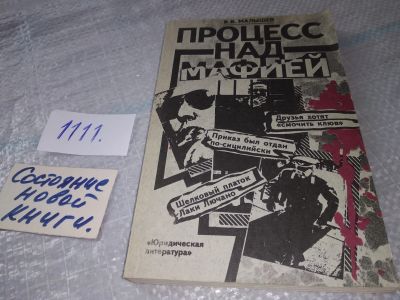 В.В. МАЛЫШЕВ
ПРОЦЕСС
НАД
МАФИЕЙ
Друзья хотят
«смочить клюв»
Приказ был отдан
по-сицилийски
Шелковый платок
Лаки Лючано
«Юридическая
литература»
1111.
Состояние
новой
книги.